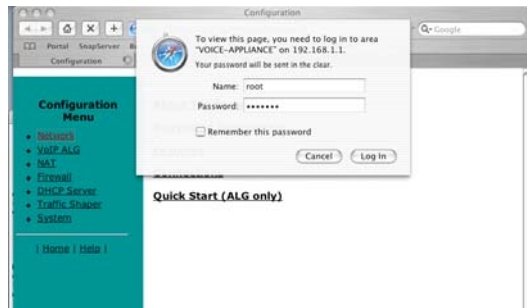 Configuration
Google
Portal SnapServer
Configuration
To view this page, you need to log in to area
"VOICE-APPLIANCE" on 192.168.1.1.
Your password will be sent in the clear.
Name: root
Password: •••••••
Remember this password
Cancel
Log In
Configuration
Menu
Network
VoIP ALG
NAT
Firewall
DHCP Server
Traffic Shaper
System
| Home | Help |
Quick Start (ALG only)